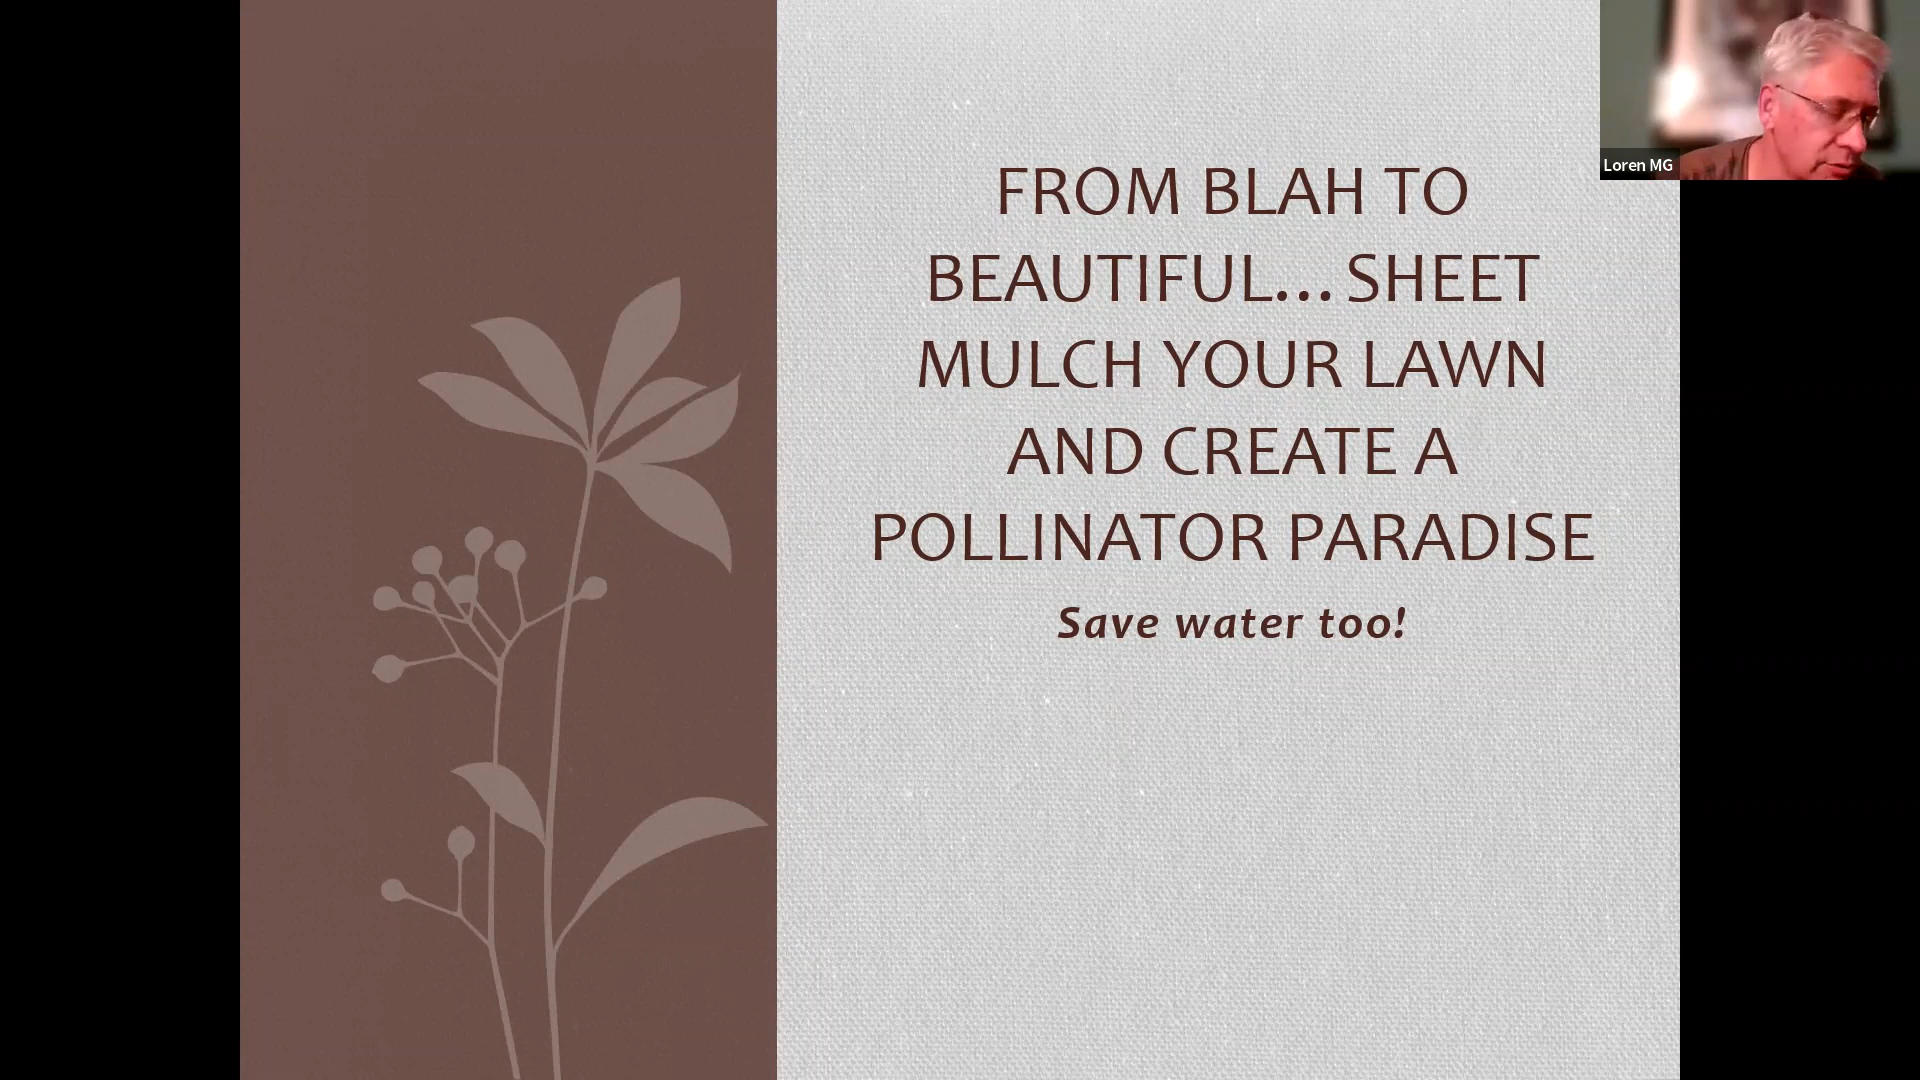 FROM BLAH TO
BEAUTIFUL...SHEET
MULCH YOUR LAWN
AND CREATE A
POLLINATOR PARADISE
Save water too!
Loren MG